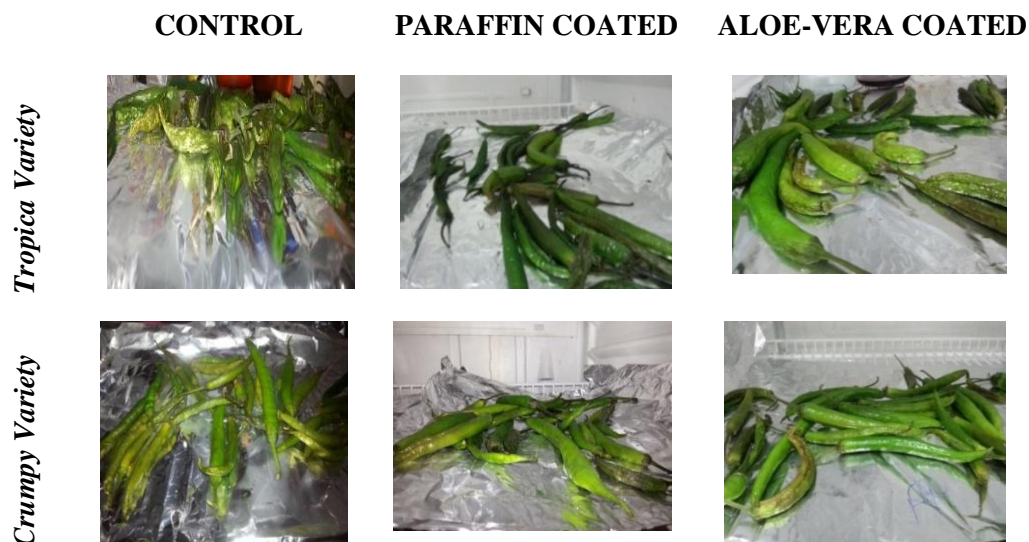 CONTROL PARAFFIN COATED ALOE-VERA COATED
Tropica Variety
Crumpy Variety